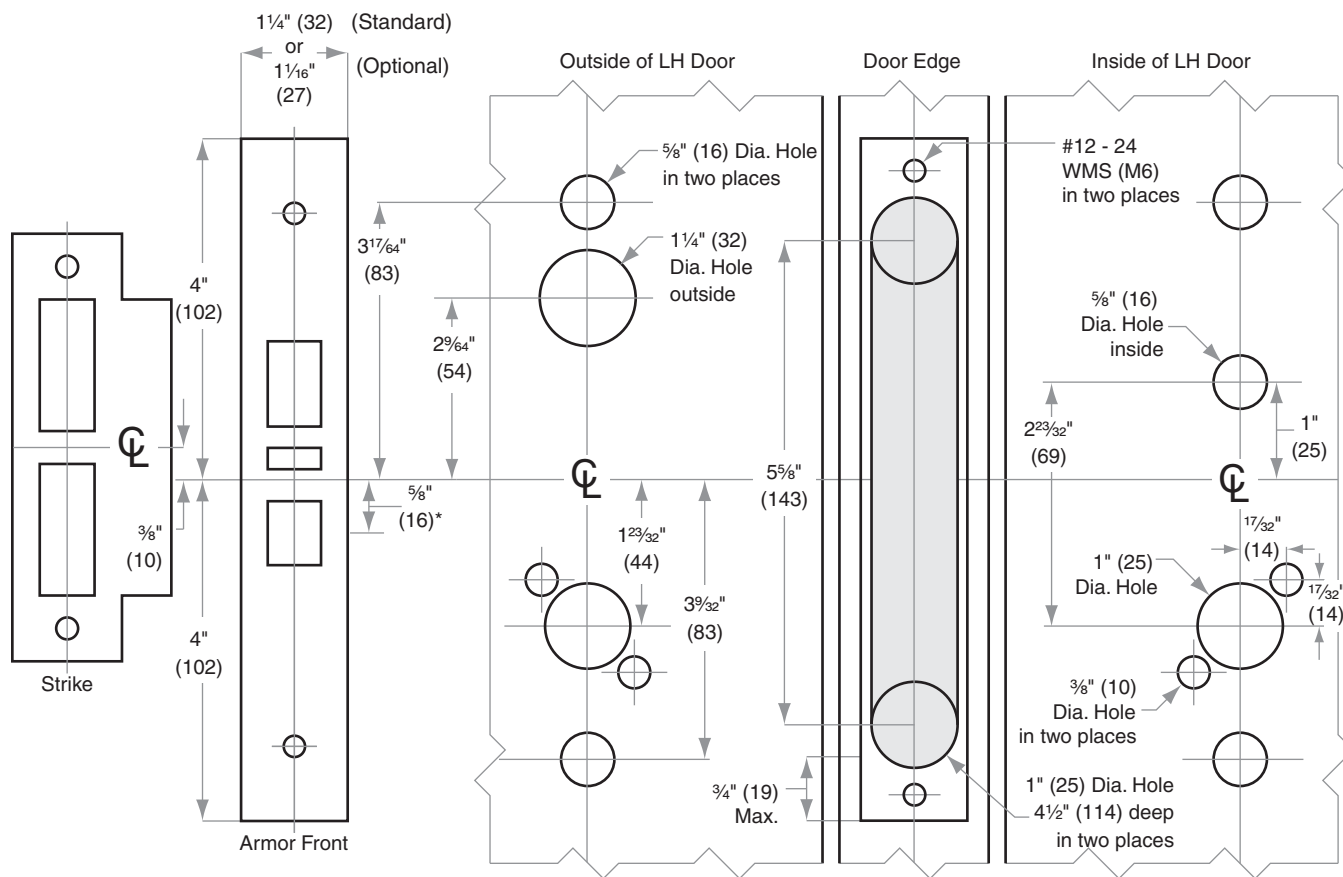 1¼" (32) (Standard)
or
1¹⁄₁₆" (Optional)
(27)
Outside of LH Door
Door Edge
Inside of LH Door
⅝" (16) Dia. Hole
in two places
#12 - 24
WMS (M6)
in two places
3¹⁷⁄₆₄"
(83)
1¼" (32)
Dia. Hole
outside
4"
(102)
⅝" (16)
Dia. Hole
inside
2⁹⁄₆₄"
(54)
2²³⁄₃₂"
(69)
1"
(25)
℄
℄
℄
5⅝"
(143)
⅜"
(10)
⅝"
(16)*
1²³⁄₃₂"
(44)
¹⁷⁄₃₂"
(14)
1" (25)
Dia. Hole
¹⁷⁄₃₂"
(14)
3⁹⁄₃₂"
(83)
4"
(102)
Strike
⅜" (10)
Dia. Hole
in two places
¾" (19)
Max.
1" (25) Dia. Hole
4½" (114) deep
in two places
Armor Front